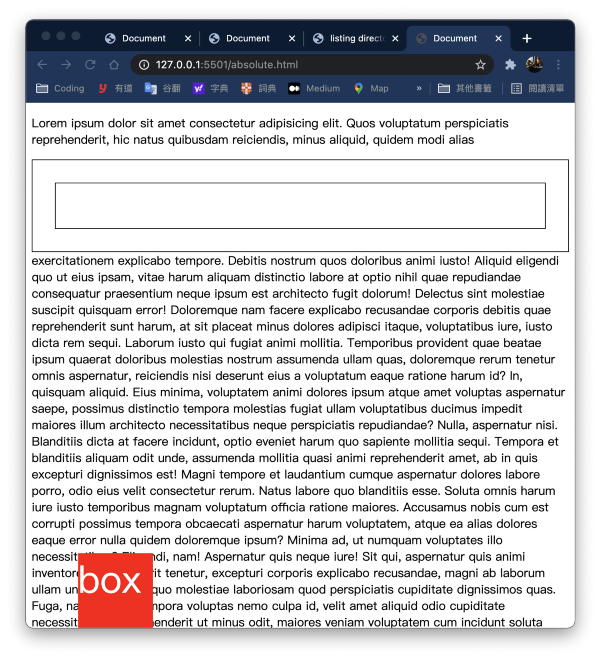 Document
Document
listing direct
Document
127.0.0.1:5501/absolute.html
Coding
有道
谷翻
字典
詞典
Medium
Map
»
其他書籤
閱讀清單
Lorem ipsum dolor sit amet consectetur adipisicing elit. Quos voluptatum perspiciatis
reprehenderit, hic natus quibusdam reiciendis, minus aliquid, quidem modi alias
exercitationem explicabo tempore. Debitis nostrum quos doloribus animi iusto! Aliquid eligendi
quo ut eius ipsam, vitae harum aliquam distinctio labore at optio nihil quae repudiandae
consequatur praesentium neque ipsum est architecto fugit dolorum! Delectus sint molestiae
suscipit quisquam error! Doloremque nam facere explicabo recusandae corporis debitis quae
reprehenderit sunt harum, at sit placeat minus dolores adipisci itaque, voluptatibus iure, iusto
dicta rem sequi. Laborum iusto qui fugiat animi mollitia. Temporibus provident quae beatae
ipsum quaerat doloribus molestias nostrum assumenda ullam quas, doloremque rerum tenetur
omnis aspernatur, reiciendis nisi deserunt eius a voluptatum eaque ratione harum id? In,
quisquam aliquid. Eius minima, voluptatem animi dolores ipsum atque amet voluptas aspernatur
saepe, possimus distinctio tempora molestias fugiat ullam voluptatibus ducimus impedit
maiores illum architecto necessitatibus neque perspiciatis repudiandae? Nulla, aspernatur nisi.
Blanditiis dicta at facere incidunt, optio eveniet harum quo sapiente mollitia sequi. Tempora et
blanditiis aliquam odit unde, assumenda mollitia quasi animi reprehenderit amet, ab in quis
excepturi dignissimos est! Magni tempore et laudantium cumque aspernatur dolores labore
porro, odio eius velit consectetur rerum. Natus labore quo blanditiis esse. Soluta omnis harum
iure iusto temporibus magnam voluptatum officia ratione maiores. Accusamus nobis cum est
corrupti possimus tempora obcaecati aspernatur harum voluptatem, atque ea alias dolores
eaque error nulla quidem doloremque ipsum? Minima ad, ut numquam voluptates illo
necessit ndi, nam! Aspernatur quis neque iure! Sit qui, aspernatur quis animi
invento it tenetur, excepturi corporis explicabo recusandae, magni ab laborum
ullam un quo molestiae laboriosam quod perspiciatis cupiditate dignissimos quas.
Fuga, na mpora voluptas nemo culpa id, velit amet aliquid odio cupiditate
necessit henderit ut minus odit, maiores veniam voluptatem cum incidunt soluta
box